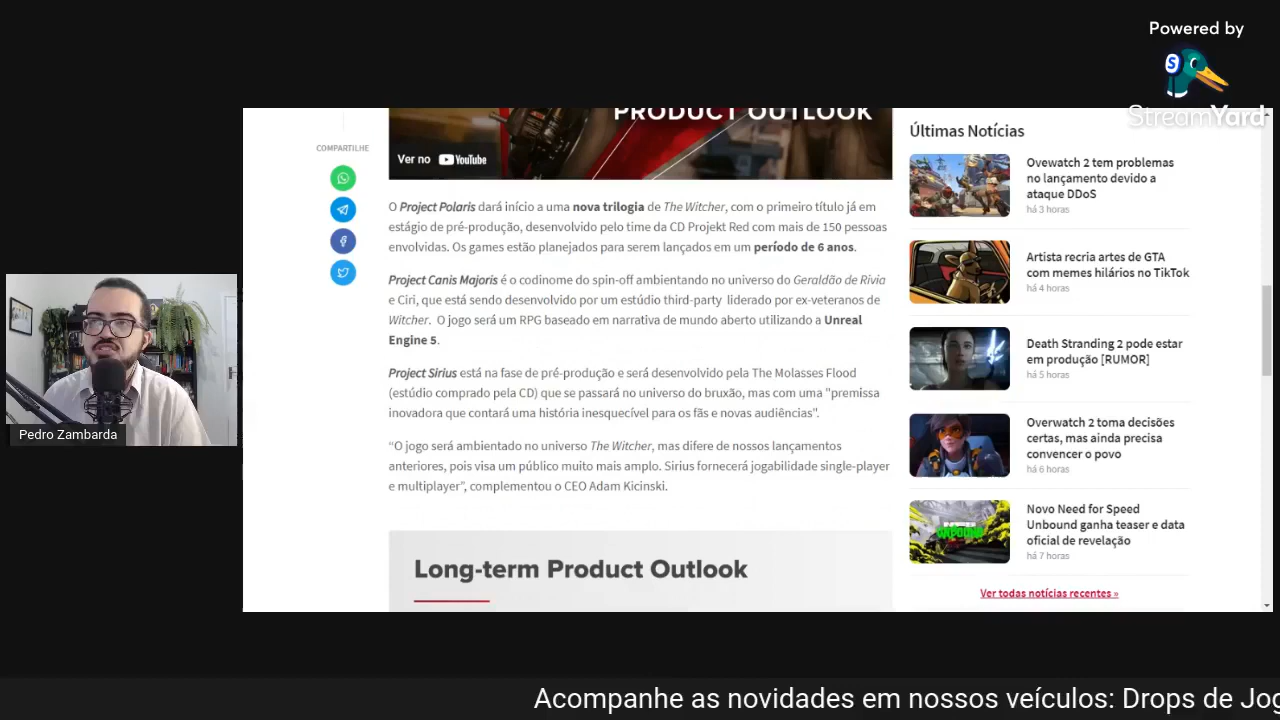 Powered by
S
StreamYard
PRODUCT OUTLOOK
Ver no YouTube
COMPARTILHE
O Project Polaris dará início a uma nova trilogia de The Witcher, com o primeiro título já em
estágio de pré-produção, desenvolvido pelo time da CD Projekt Red com mais de 150 pessoas
envolvidas. Os games estão planejados para serem lançados em um período de 6 anos.
Project Canis Majoris é o codinome do spin-off ambientando no universo do Geraldão de Rívia
e Ciri, que está sendo desenvolvido por um estúdio third-party liderado por ex-veteranos de
Witcher. O jogo será um RPG baseado em narrativa de mundo aberto utilizando a Unreal
Engine 5.
Project Sirius está na fase de pré-produção e será desenvolvido pela The Molasses Flood
(estúdio comprado pela CD) que se passará no universo do bruxão, mas com uma "premissa
inovadora que contará uma história inesquecível para os fãs e novas audiências".
“O jogo será ambientado no universo The Witcher, mas difere de nossos lançamentos
anteriores, pois visa um público muito mais amplo. Sirius fornecerá jogabilidade single-player
e multiplayer”, complementou o CEO Adam Kicinski.
Long-term Product Outlook
Últimas Notícias
Ovewatch 2 tem problemas
no lançamento devido a
ataque DDoS
há 3 horas
Artista recria artes de GTA
com memes hilários no TikTok
há 4 horas
Death Stranding 2 pode estar
em produção [RUMOR]
há 5 horas
Overwatch 2 toma decisões
certas, mas ainda precisa
convencer o povo
há 6 horas
Novo Need for Speed
Unbound ganha teaser e data
oficial de revelação
há 7 horas
Ver todas notícias recentes »
Pedro Zambarda
Acompanhe as novidades em nossos veículos: Drops de Jog